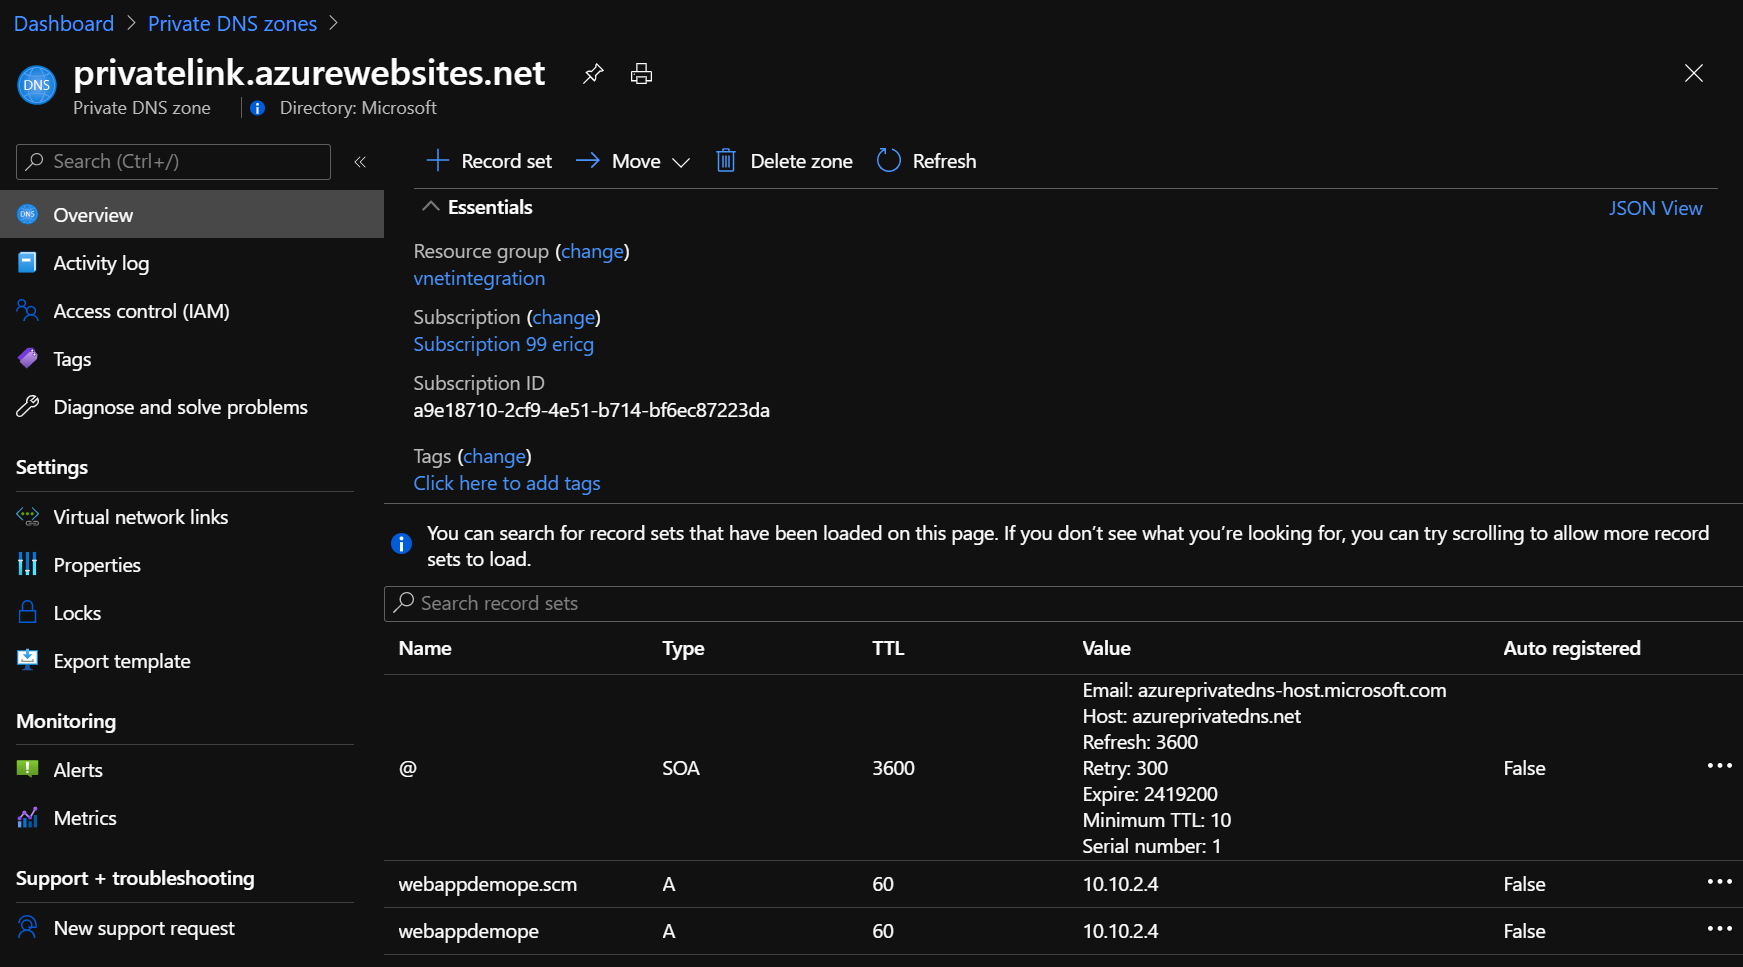 Dashboard > Private DNS zones >
DNS
privatelink.azurewebsites.net
Private DNS zone | Directory: Microsoft
Search (Ctrl+/) «
Record set Move Delete zone Refresh
DNS Overview
Activity log
Access control (IAM)
Tags
Diagnose and solve problems
Settings
Virtual network links
Properties
Locks
Export template
Monitoring
Alerts
Metrics
Support + troubleshooting
New support request
Essentials JSON View
Resource group (change)
vnetintegration
Subscription (change)
Subscription 99 ericg
Subscription ID
a9e18710-2cf9-4e51-b714-bf6ec87223da
Tags (change)
Click here to add tags
You can search for record sets that have been loaded on this page. If you don’t see what you’re looking for, you can try scrolling to allow more record
sets to load.
Search record sets
Name Type TTL Value Auto registered
Email: azureprivatedns-host.microsoft.com
Host: azureprivatedns.net
Refresh: 3600
@ SOA 3600 Retry: 300 False
Expire: 2419200
Minimum TTL: 10
Serial number: 1
webappdemope.scm A 60 10.10.2.4 False
webappdemope A 60 10.10.2.4 False